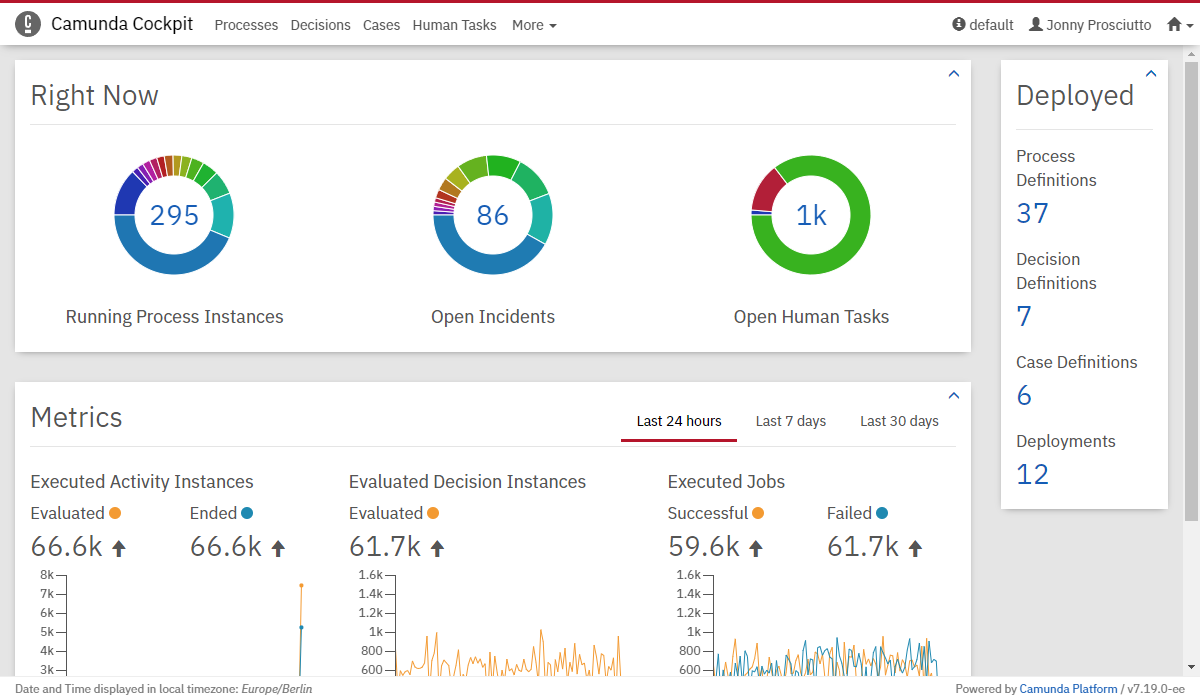 Camunda Cockpit Processes Decisions Cases Human Tasks More default Jonny Prosciutto
Right Now
295
86
1k
Running Process Instances
Open Incidents
Open Human Tasks
Deployed
Process
Definitions
37
Decision
Definitions
7
Case Definitions
6
Deployments
12
Metrics
Last 24 hours Last 7 days Last 30 days
Executed Activity Instances
Evaluated Ended
66.6k 66.6k
8k
7k
6k
5k
4k
3k
Evaluated Decision Instances
Evaluated
61.7k
1.6k
1.4k
1.2k
1k
800
600
Executed Jobs
Successful Failed
59.6k 61.7k
1.6k
1.4k
1.2k
1k
800
600
Date and Time displayed in local timezone: Europe/Berlin
Powered by Camunda Platform / v7.19.0-ee